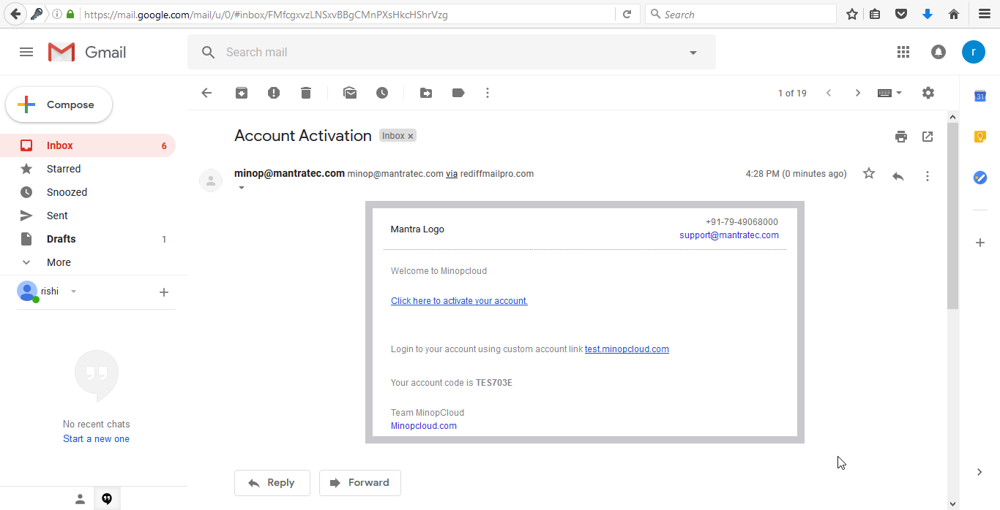 https://mail.google.com/mail/u/0/#inbox/FMfcgxvzLNSxvBBgCMnPXsHkcHShrVzg
Search
Gmail
Search mail
r
Compose
1 of 19
31
Inbox 6
Starred
Snoozed
Sent
Drafts 1
More
rishi
No recent chats
Start a new one
Account Activation Inbox x
minop@mantratec.com minop@mantratec.com via rediffmailpro.com
4:28 PM (0 minutes ago)
Mantra Logo
+91-79-49068000
support@mantratec.com
Welcome to Minopcloud
Click here to activate your account.
Login to your account using custom account link test.minopcloud.com
Your account code is TES703E
Team MinopCloud
Minopcloud.com
Reply
Forward